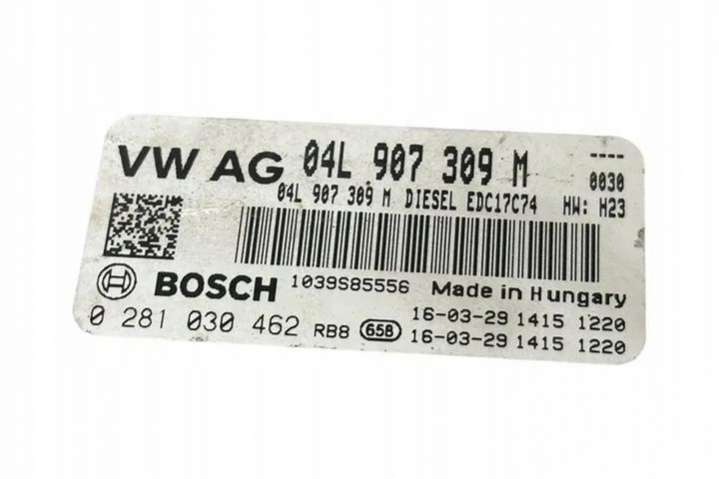 VW AG 04L 907 309 M ----
04L 907 309 M DIESEL EDC17C74 0030
HW: H23
BOSCH 1039S85556 Made in Hungary
0 281 030 462 RB8 658 16-03-29 1415 1220
16-03-29 1415 1220